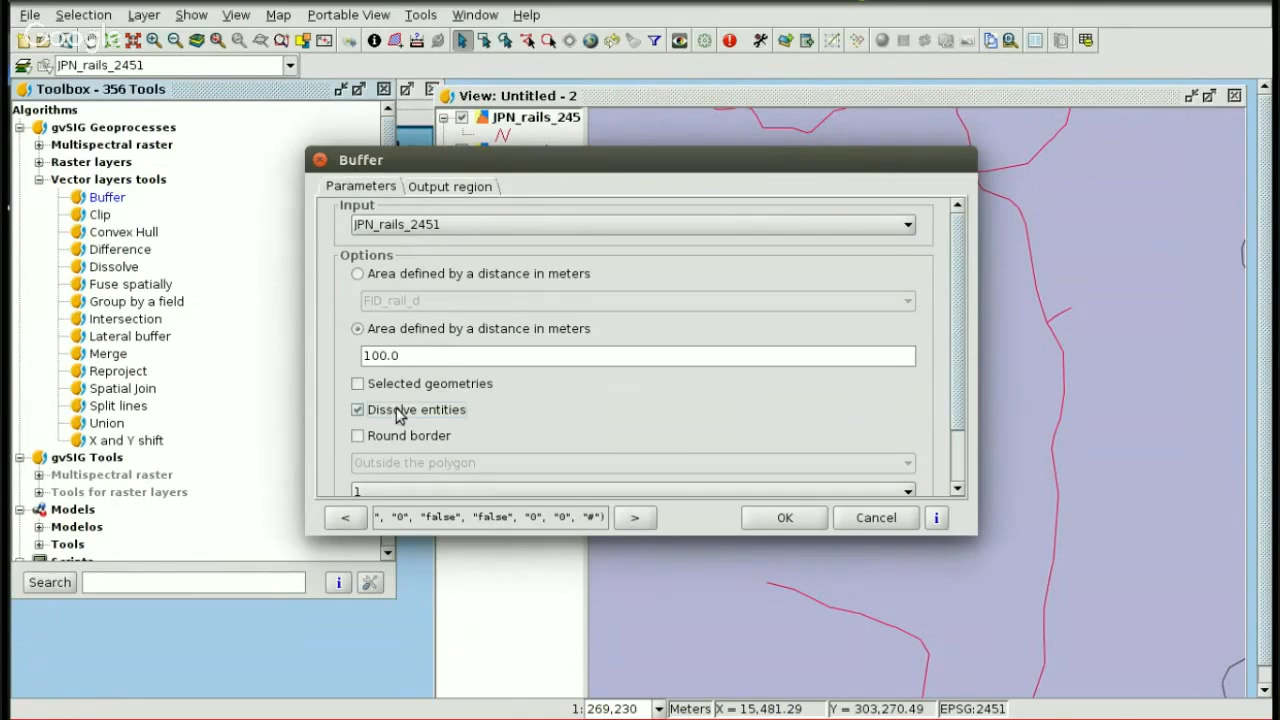 File Selection Layer Show View Map Portable View Tools Window Help
Google
JPN_rails_2451
Toolbox - 356 Tools
View: Untitled - 2
Algorithms
gvSIG Geoprocesses
Multispectral raster
Raster layers
Vector layers tools
Buffer
Clip
Convex Hull
Difference
Dissolve
Fuse spatially
Group by a field
Intersection
Lateral buffer
Merge
Reproject
Spatial Join
Split lines
Union
X and Y shift
gvSIG Tools
Multispectral raster
Tools for raster layers
Models
Modelos
Tools
Scripts
Search
JPN_rails_245
Buffer
Parameters Output region
Input
JPN_rails_2451
Options
Area defined by a distance in meters
FID_rail_d
Area defined by a distance in meters
100.0
Selected geometries
Dissolve entities
Round border
Outside the polygon
1
< ", "0", "false", "false", "0", "0", "#") > OK Cancel i
1: 269,230 Meters X = 15,481.29 Y = 303,270.49 EPSG:2451